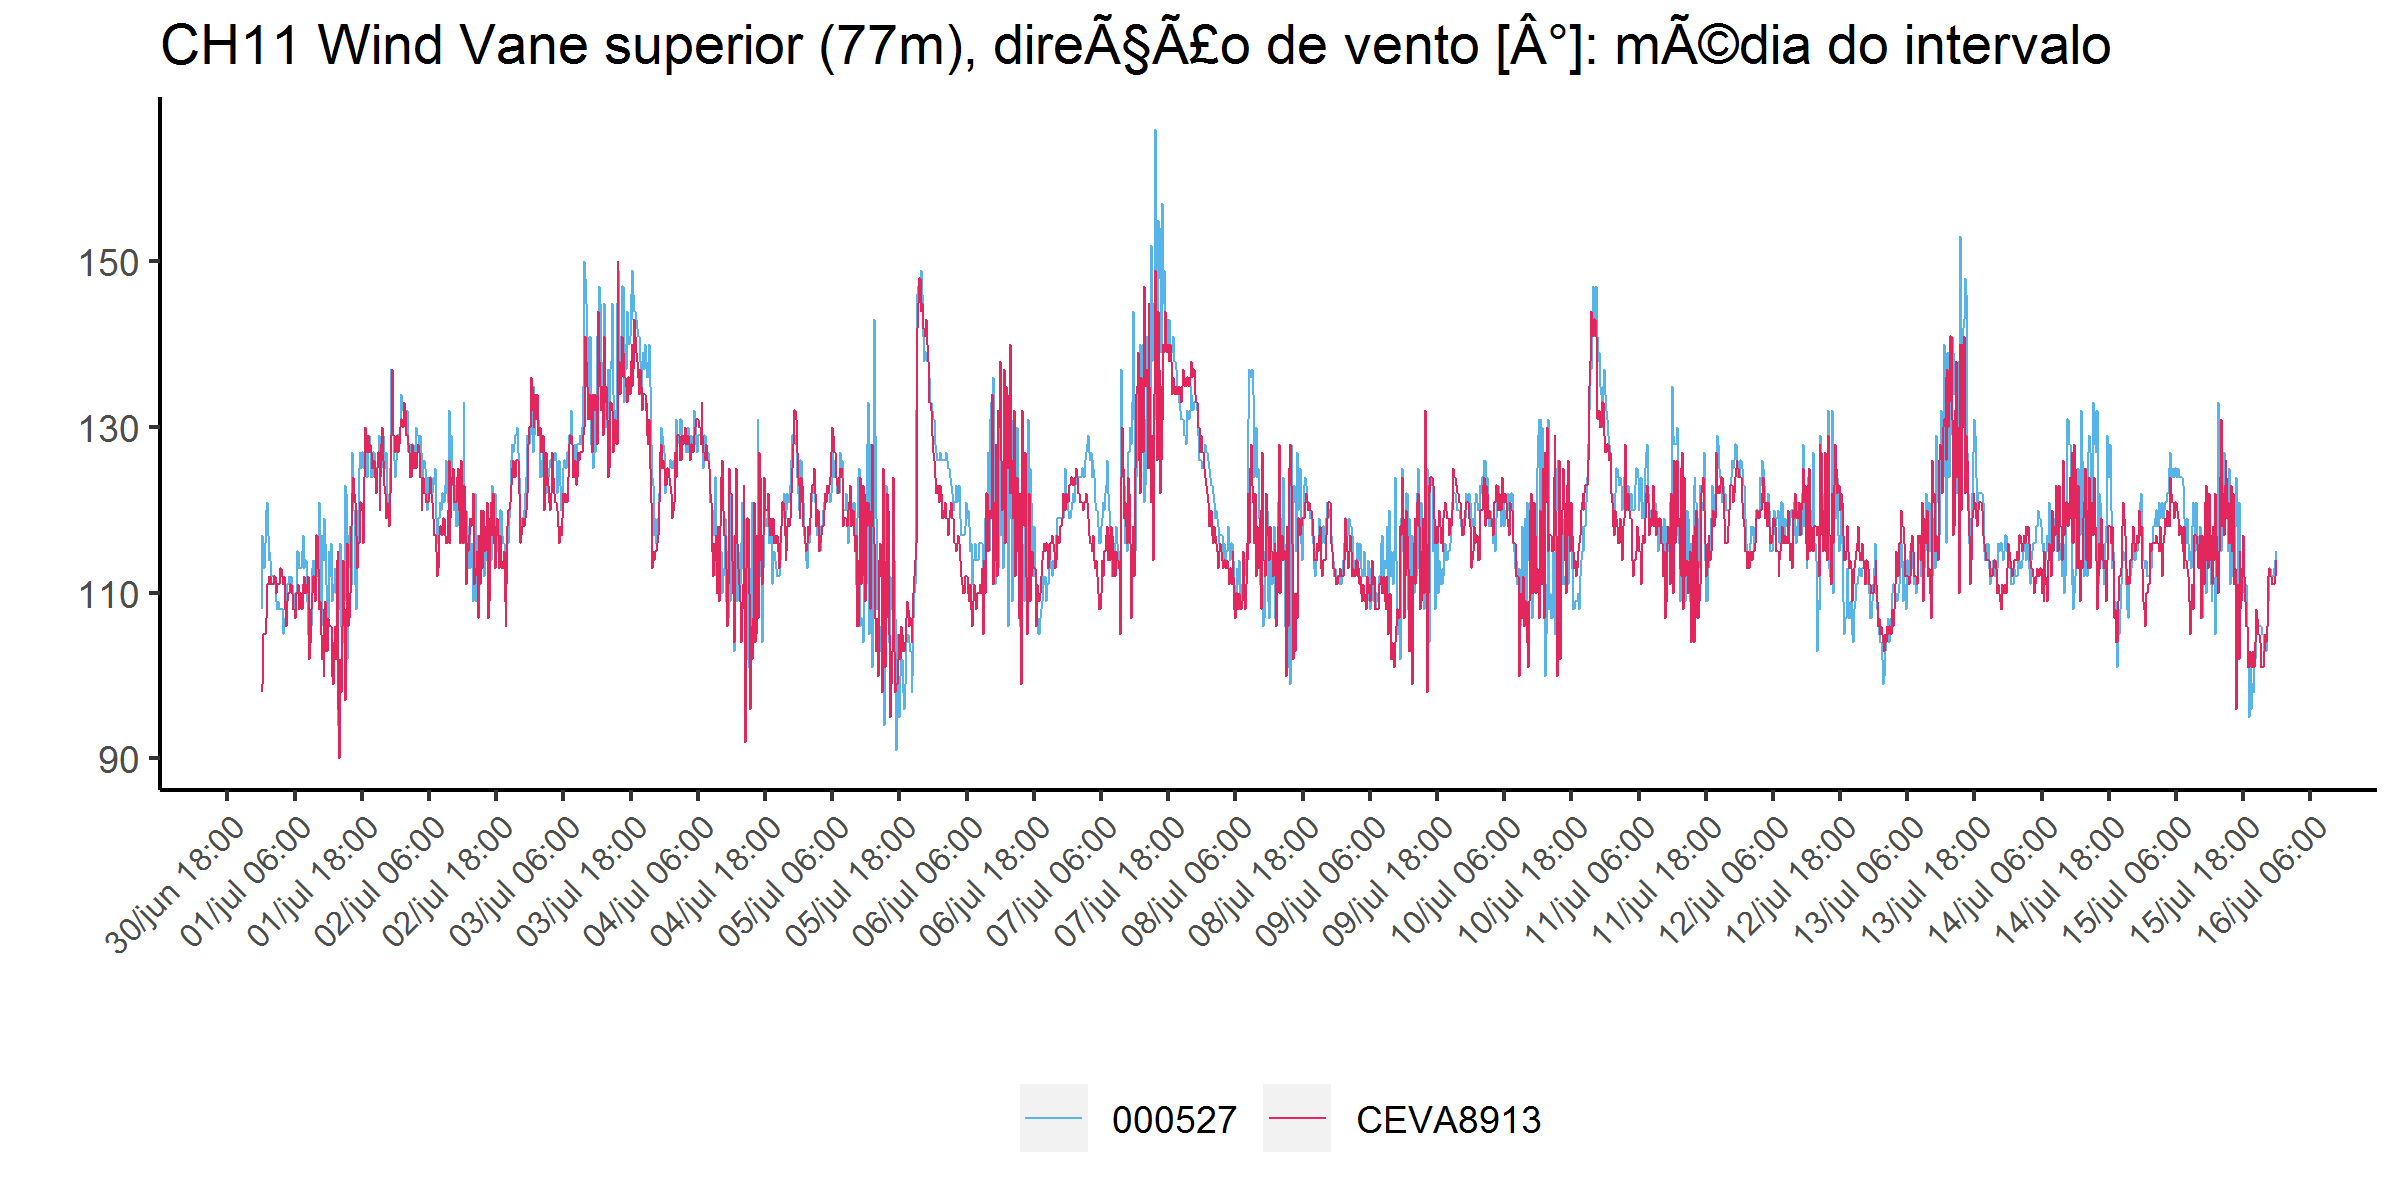 CH11 Wind Vane superior (77m), direÃ§Ã£o de vento [Â°]: mÃ©dia do intervalo
150
130
110
90
30/jun 18:00
01/jul 06:00
01/jul 18:00
02/jul 06:00
02/jul 18:00
03/jul 06:00
03/jul 18:00
04/jul 06:00
04/jul 18:00
05/jul 06:00
05/jul 18:00
06/jul 06:00
06/jul 18:00
07/jul 06:00
07/jul 18:00
08/jul 06:00
08/jul 18:00
09/jul 06:00
09/jul 18:00
10/jul 06:00
10/jul 18:00
11/jul 06:00
11/jul 18:00
12/jul 06:00
12/jul 18:00
13/jul 06:00
13/jul 18:00
14/jul 06:00
14/jul 18:00
15/jul 06:00
15/jul 18:00
16/jul 06:00
000527
CEVA8913